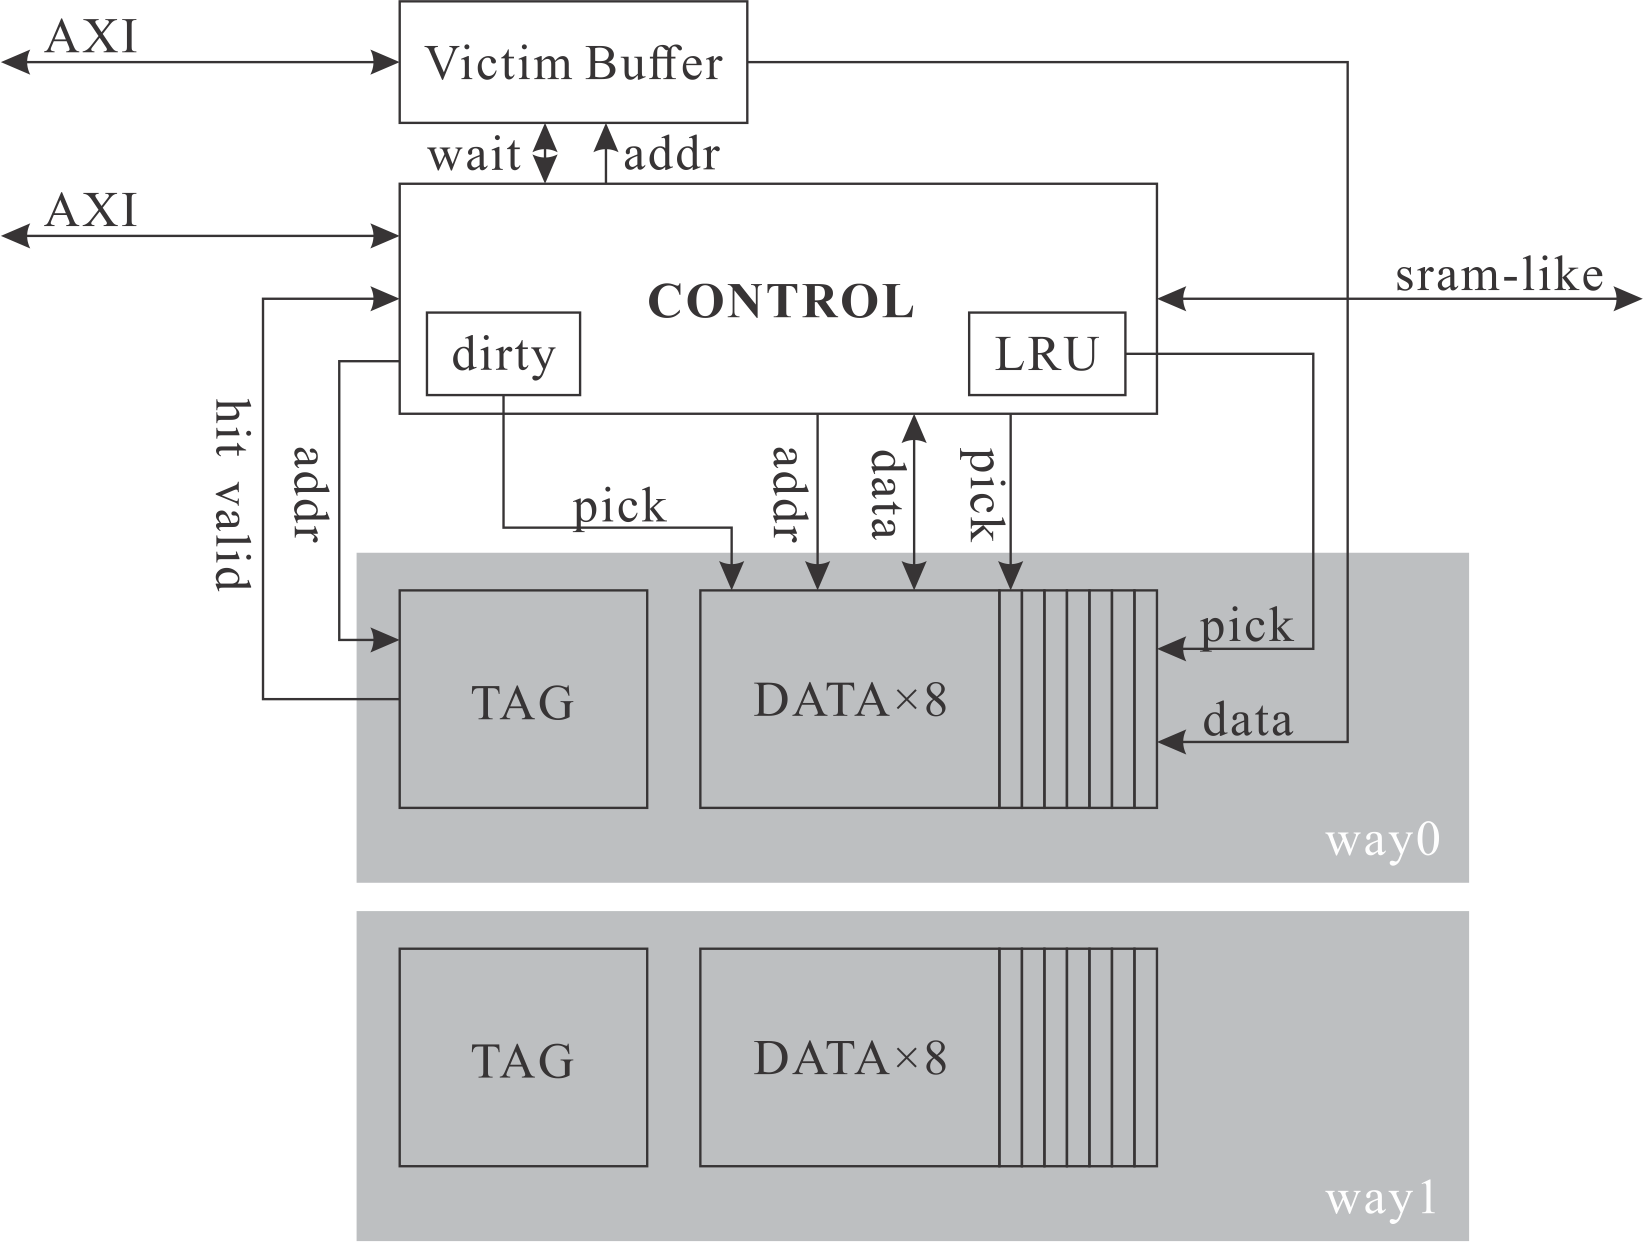 AXI
Victim Buffer
wait
addr
AXI
CONTROL
sram-like
dirty
LRU
hit valid
addr
pick
addr
data
pick
pick
TAG
DATA×8
data
way0
TAG
DATA×8
way1